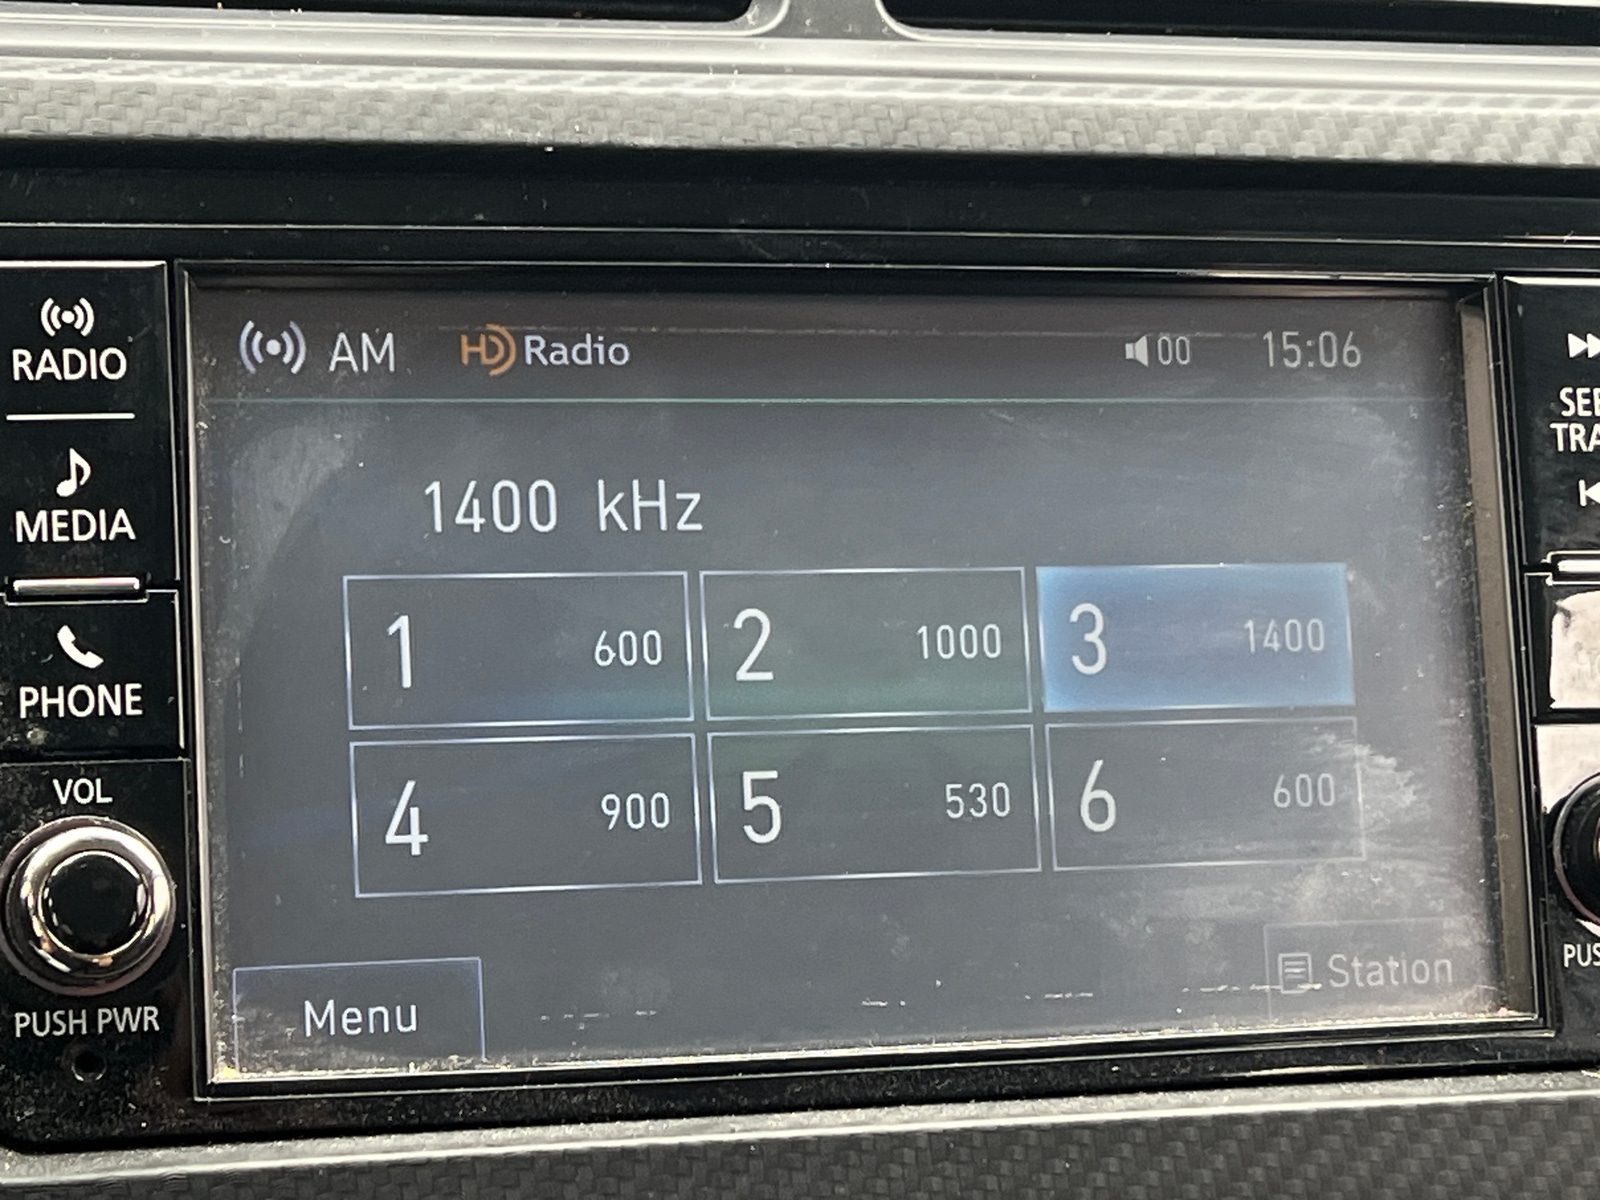 RADIO
MEDIA
PHONE
VOL
PUSH PWR
AM HD Radio 00 15:06
1400 kHz
1 600 2 1000 3 1400
4 900 5 530 6 600
Menu Station